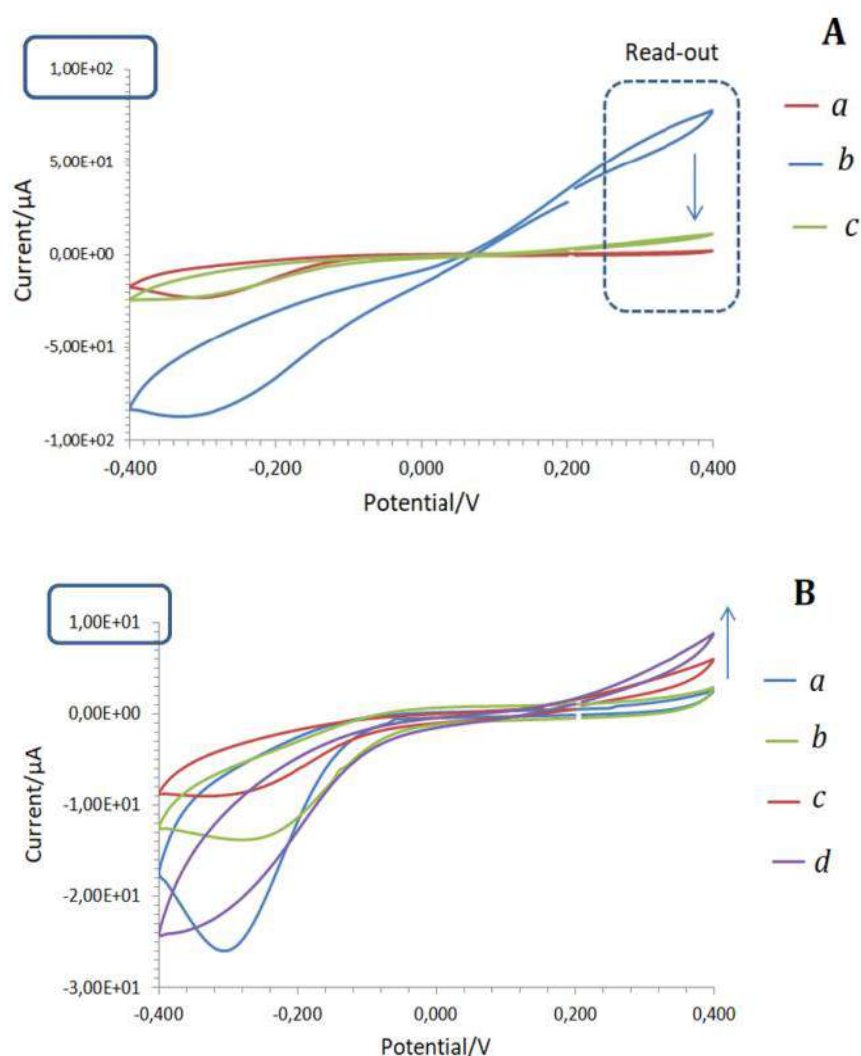 A
Read-out
1,00E+02
5,00E+01
0,00E+00
-5,00E+01
-1,00E+02
Current/µA
-0,400 -0,200 0,000 0,200 0,400
Potential/V
a
b
c
B
1,00E+01
0,00E+00
-1,00E+01
-2,00E+01
-3,00E+01
Current/µA
-0,400 -0,200 0,000 0,200 0,400
Potential/V
a
b
c
d